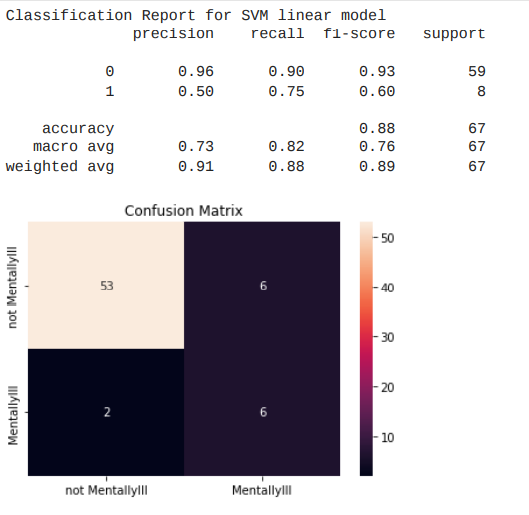 Classification Report for SVM linear model
precision recall f1-score support
0 0.96 0.90 0.93 59
1 0.50 0.75 0.60 8
accuracy 0.88 67
macro avg 0.73 0.82 0.76 67
weighted avg 0.91 0.88 0.89 67
Confusion Matrix
not MentallyIll
53 6
MentallyIll
2 6
not MentallyIll MentallyIll
50
40
30
20
10